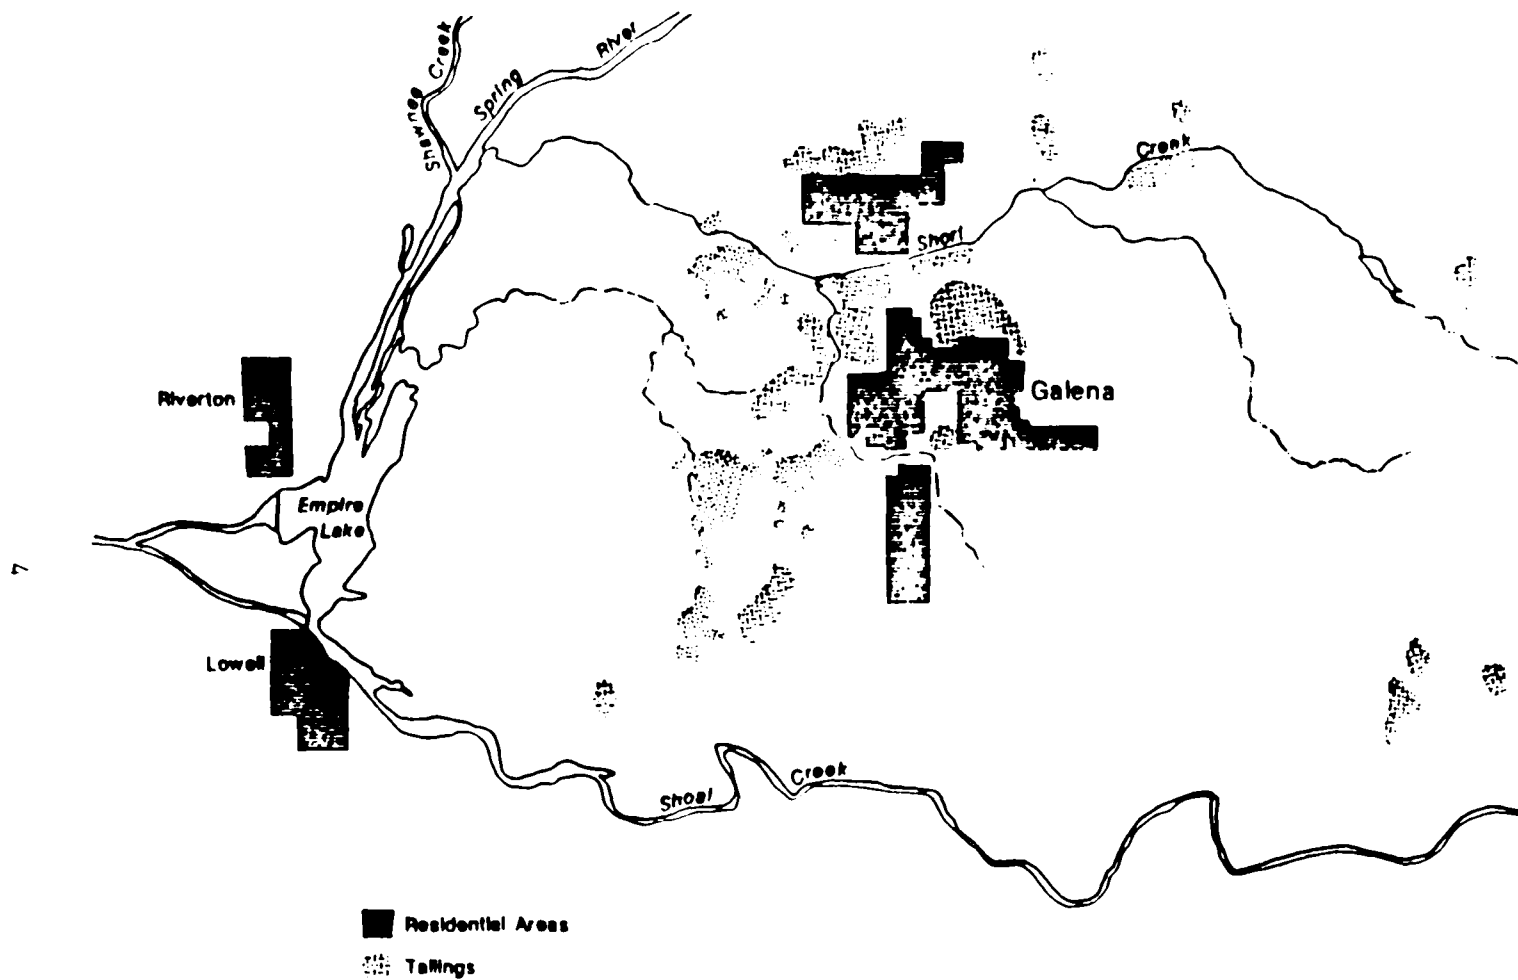 Shawnee Creek
Spring River
Creek
Short
Riverton
Galena
Empire
Lake
Lowell
Shoal Creek
Residential Areas
Tailings
7